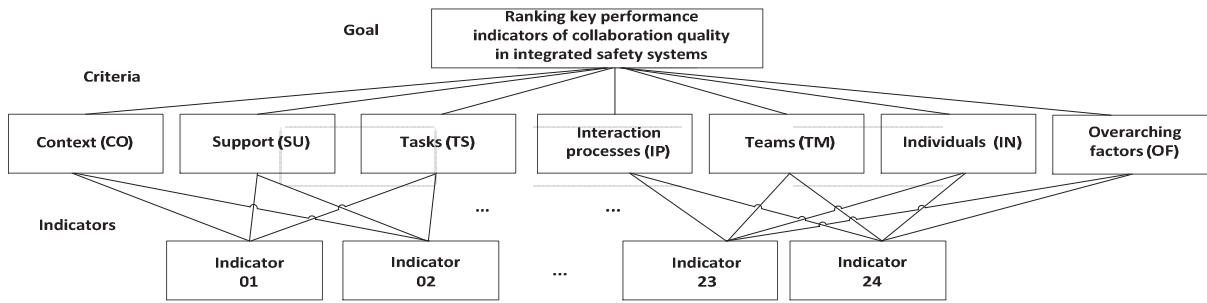 Goal
Ranking key performance
indicators of collaboration quality
in integrated safety systems
Criteria
Context (CO)
Support (SU)
Tasks (TS)
Interaction
processes (IP)
Teams (TM)
Individuals (IN)
Overarching
factors (OF)
Indicators
...
...
Indicator
01
Indicator
02
...
Indicator
23
Indicator
24